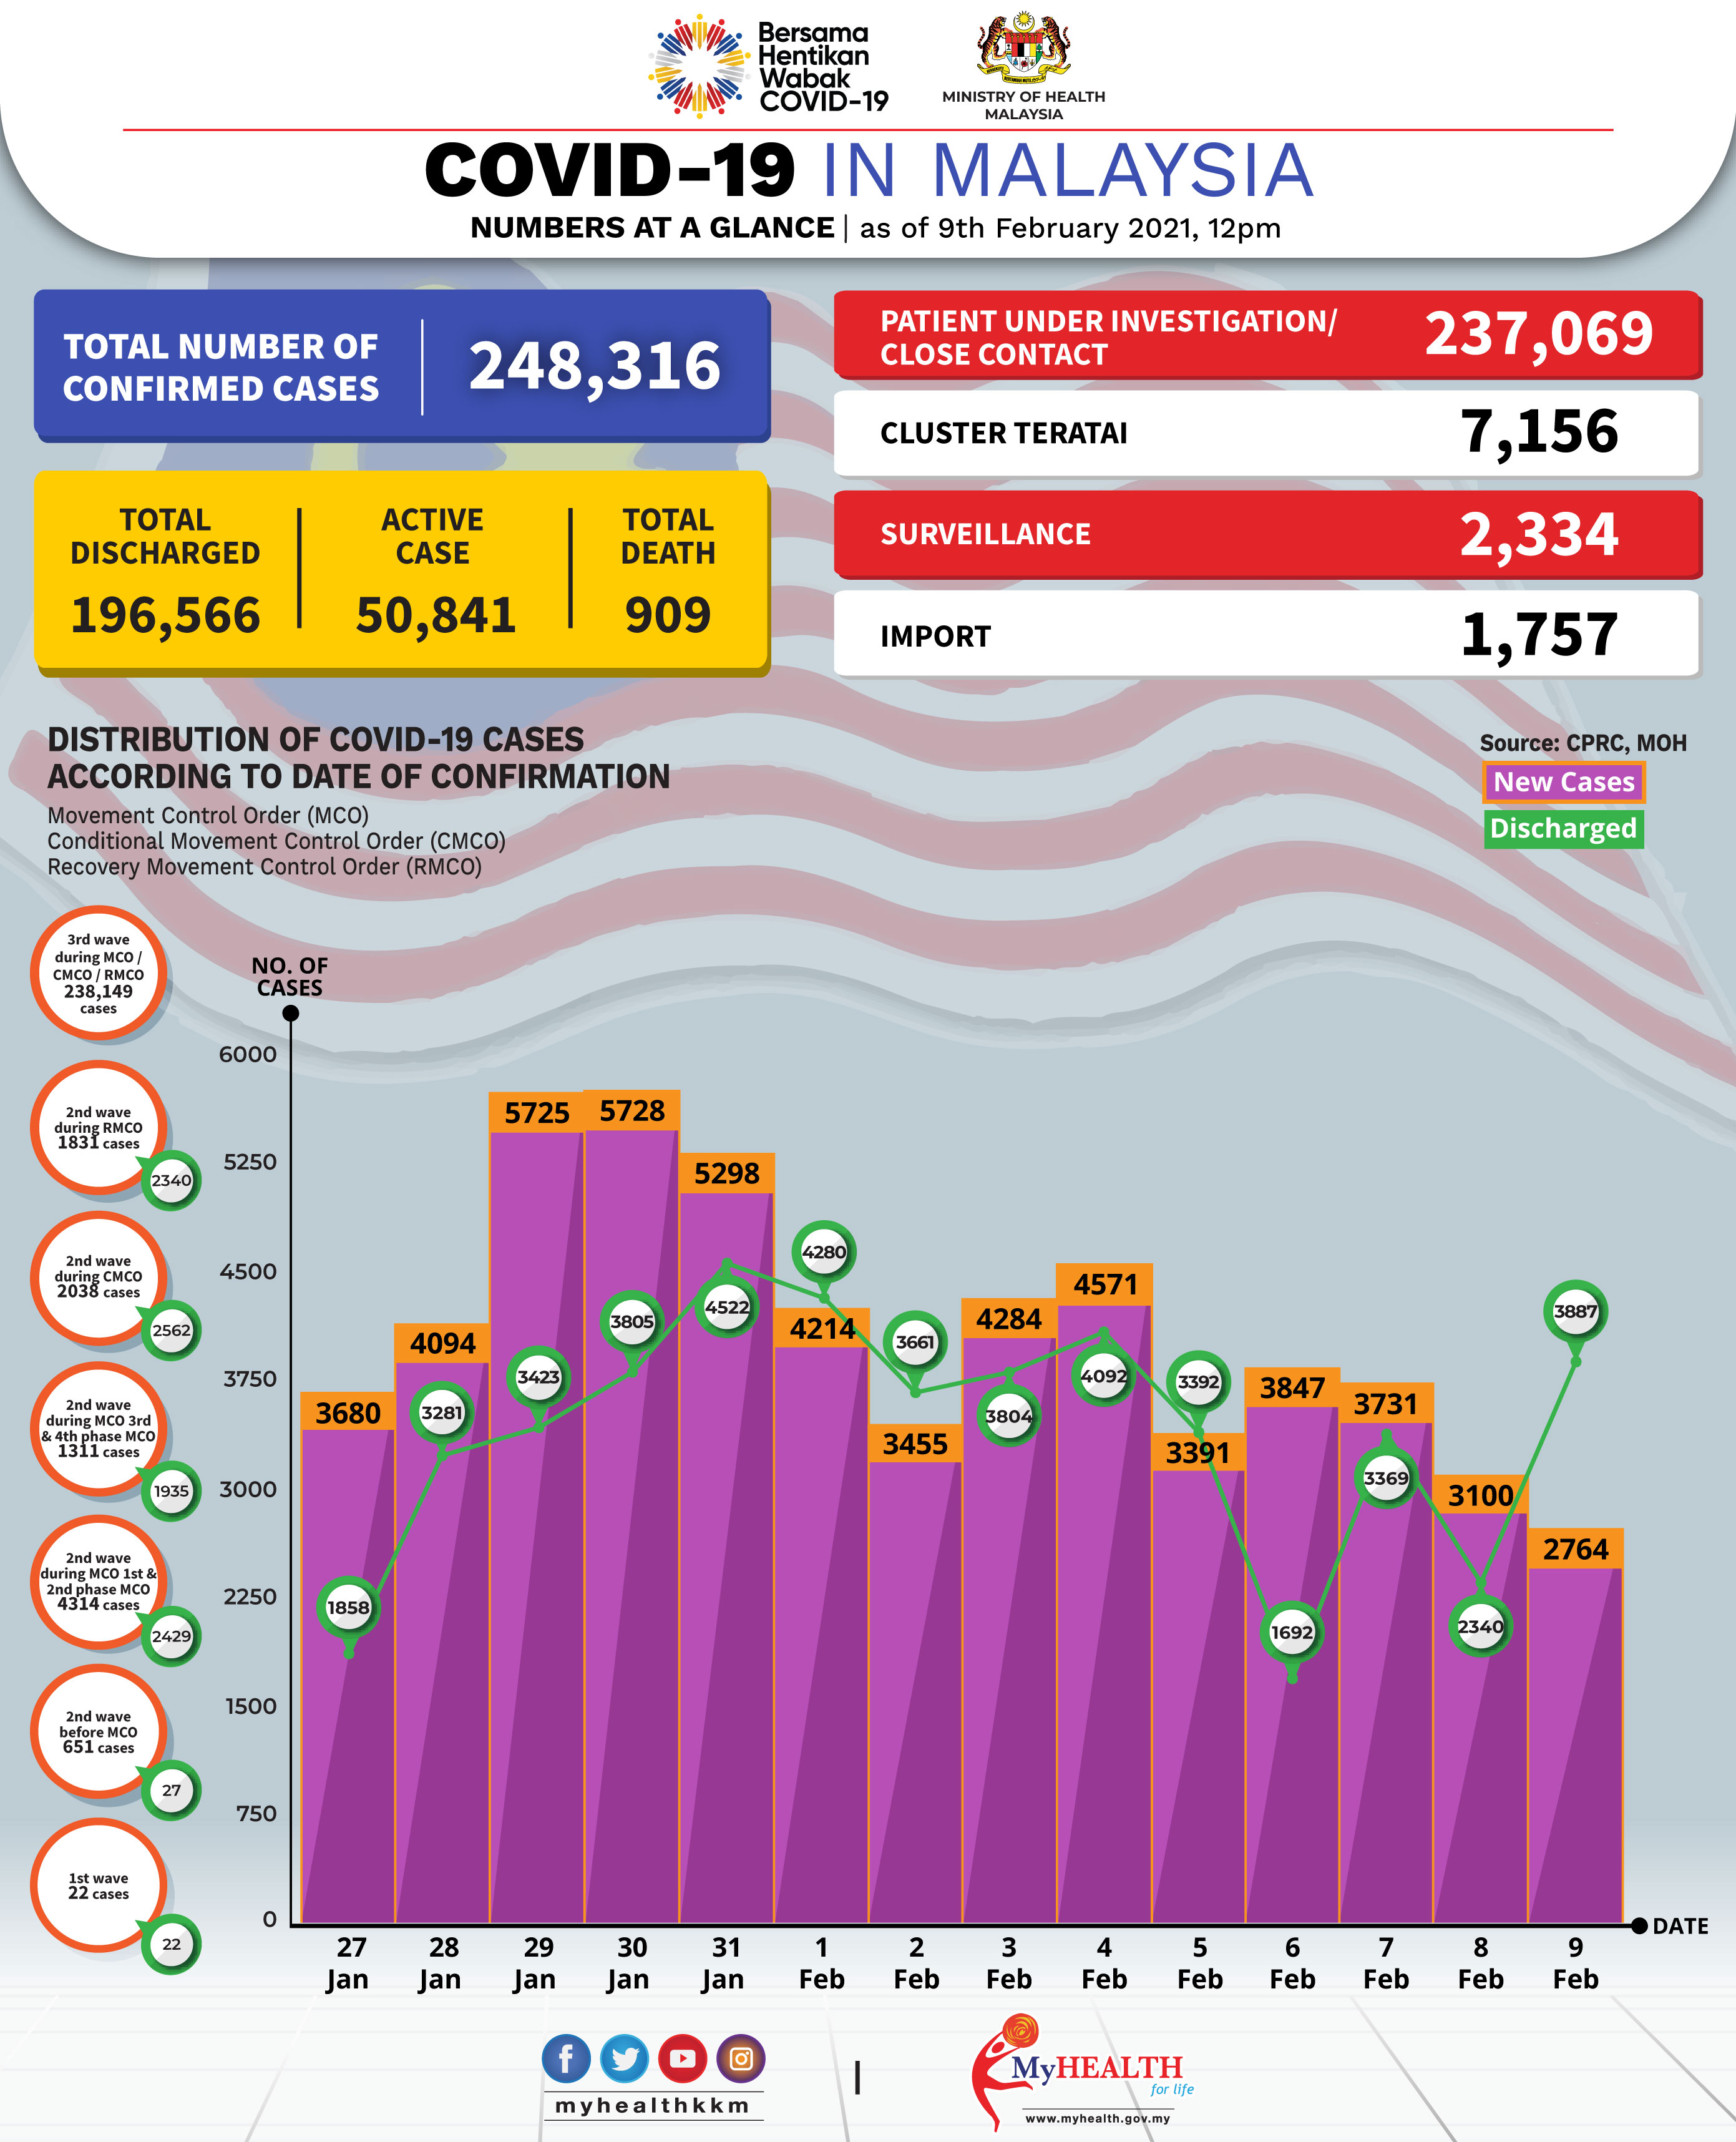 Bersama
Hentikan
Wabak
COVID-19
MINISTRY OF HEALTH
MALAYSIA
COVID-19 IN MALAYSIA
NUMBERS AT A GLANCE | as of 9th February 2021, 12pm
TOTAL NUMBER OF
CONFIRMED CASES
248,316
TOTAL
DISCHARGED
196,566
ACTIVE
CASE
50,841
TOTAL
DEATH
909
PATIENT UNDER INVESTIGATION/
CLOSE CONTACT
237,069
CLUSTER TERATAI
7,156
SURVEILLANCE
2,334
IMPORT
1,757
DISTRIBUTION OF COVID-19 CASES
ACCORDING TO DATE OF CONFIRMATION
Movement Control Order (MCO)
Conditional Movement Control Order (CMCO)
Recovery Movement Control Order (RMCO)
Source: CPRC, MOH
New Cases
Discharged
3rd wave
during MCO /
CMCO / RMCO
238,149
cases
2nd wave
during RMCO
1831 cases
2340
2nd wave
during CMCO
2038 cases
2562
2nd wave
during MCO 3rd
& 4th phase MCO
1311 cases
1935
2nd wave
during MCO 1st &
2nd phase MCO
4314 cases
2429
2nd wave
before MCO
651 cases
27
1st wave
22 cases
22
NO. OF
CASES
6000
5250
4500
3750
3000
2250
1500
750
0
3680
4094
5725
5728
5298
4214
3455
4284
4571
3391
3847
3731
3100
2764
1858
3281
3423
3805
4522
4280
3661
3804
4092
3392
1692
3369
2340
3887
27
Jan
28
Jan
29
Jan
30
Jan
31
Jan
1
Feb
2
Feb
3
Feb
4
Feb
5
Feb
6
Feb
7
Feb
8
Feb
9
Feb
DATE
myhealthkkm
MyHEALTH
for life
www.myhealth.gov.my